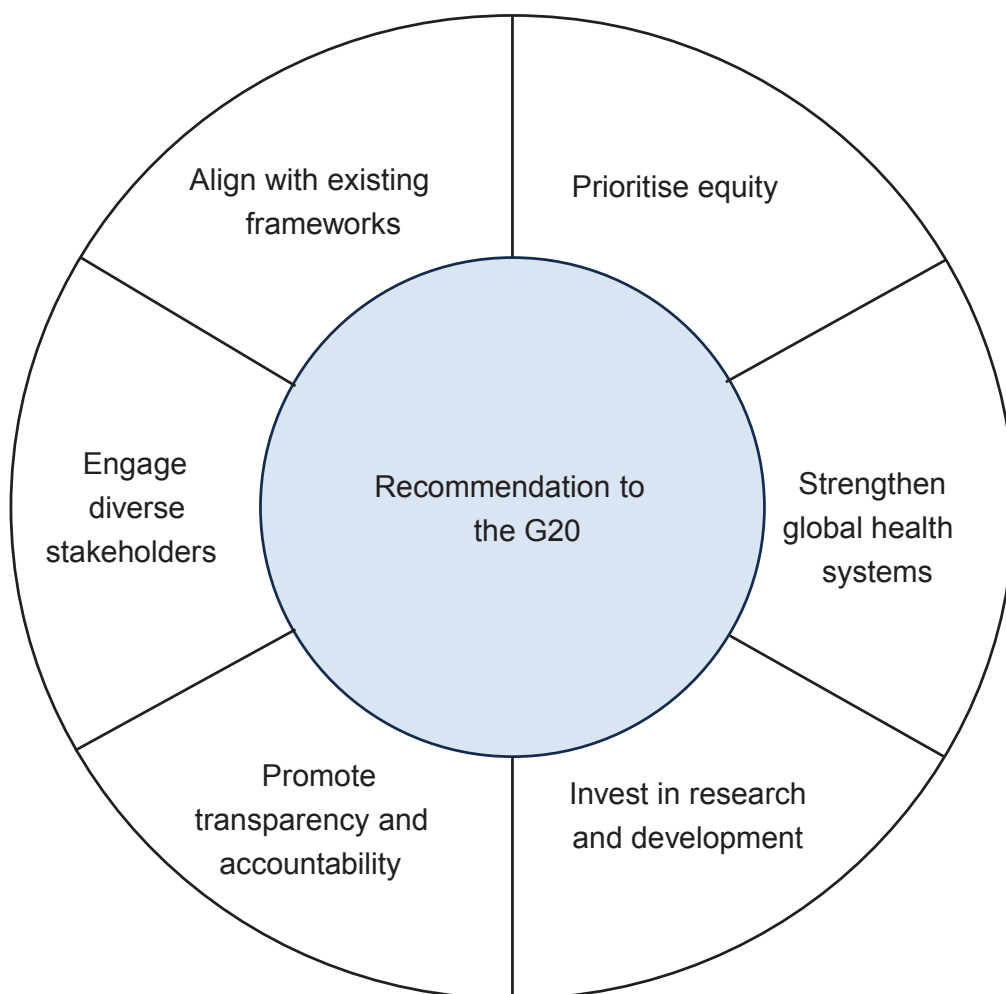 Align with existing
frameworks
Prioritise equity
Engage
diverse
stakeholders
Recommendation to
the G20
Strengthen
global health
systems
Promote
transparency and
accountability
Invest in research
and development